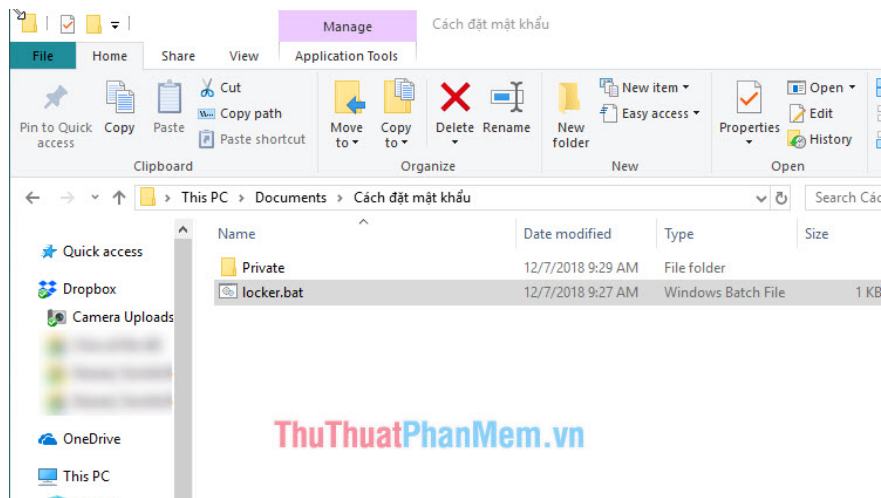 Manage
Cách đặt mật khẩu
File
Home
Share
View
Application Tools
Pin to Quick access
Copy
Paste
Cut
Copy path
Paste shortcut
Clipboard
Move to
Copy to
Delete
Rename
Organize
New folder
New item
Easy access
New
Properties
Open
Edit
History
Open
This PC > Documents > Cách đặt mật khẩu
Search Các
Name
Date modified
Type
Size
Private
12/7/2018 9:29 AM
File folder
locker.bat
12/7/2018 9:27 AM
Windows Batch File
1 KB
Quick access
Dropbox
Camera Uploads
OneDrive
This PC
ThuThuatPhanMem.vn